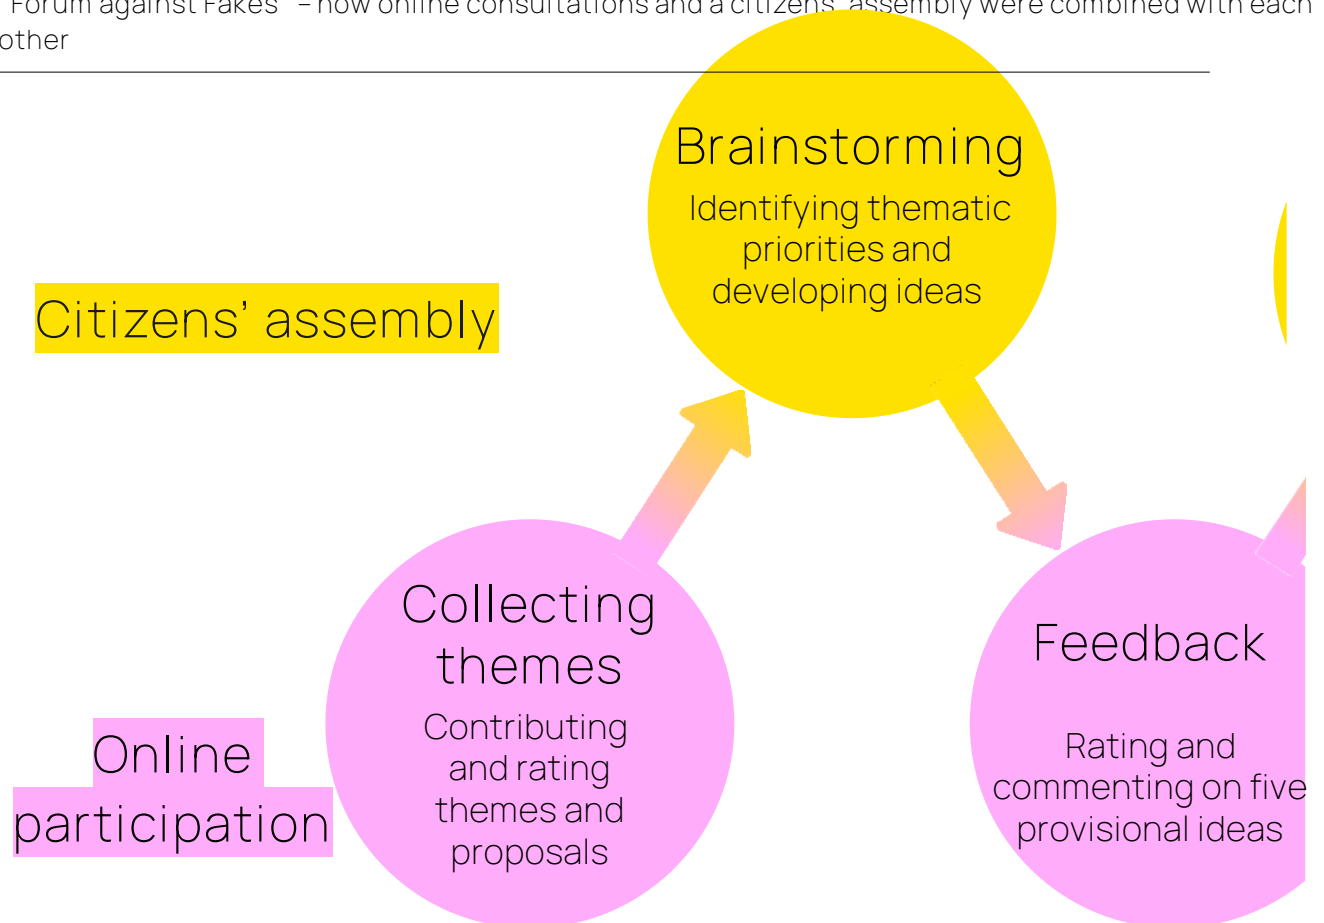 "Forum against Fakes" – how online consultations and a citizens' assembly were combined with each
other
Brainstorming
Identifying thematic
priorities and
developing ideas
Citizens’ assembly
Collecting
themes
Contributing
and rating
themes and
proposals
Feedback
Rating and
commenting on five
provisional ideas
Online
participation